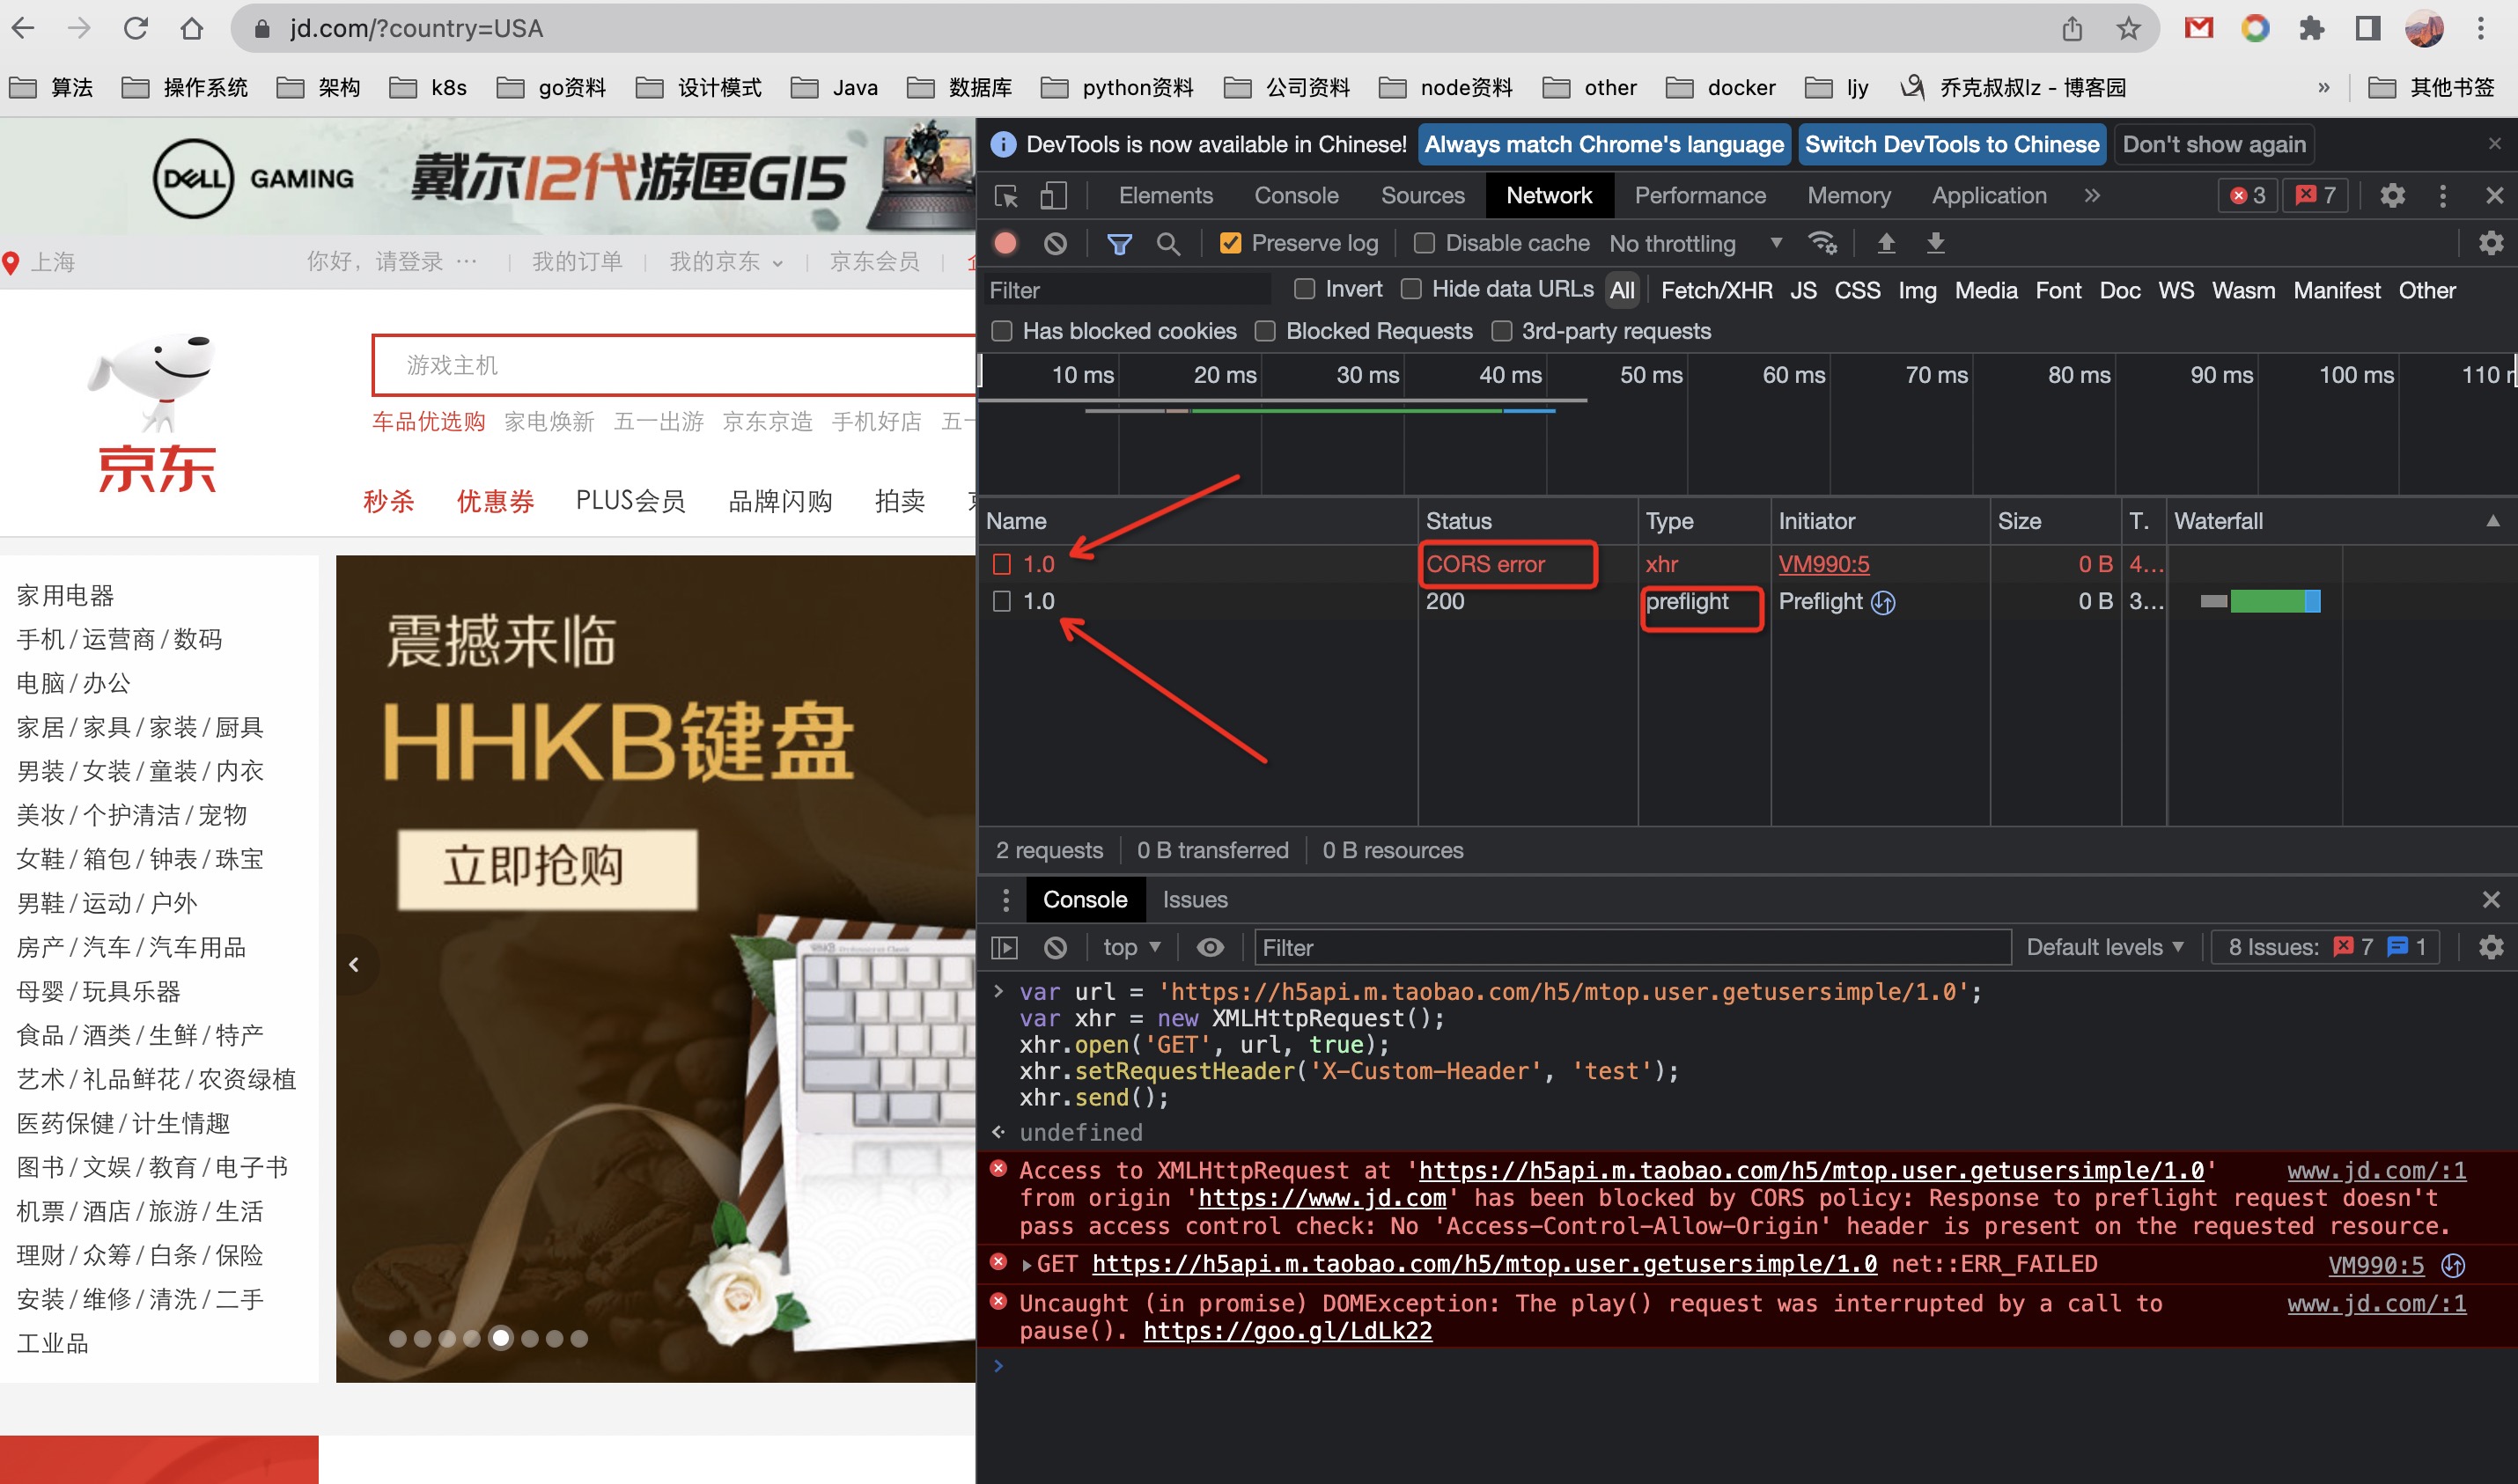 jd.com/?country=USA
算法 操作系统 架构 k8s go资料 设计模式 Java 数据库 python资料 公司资料 node资料 other docker ljy 乔克叔叔lz - 博客园 » 其他书签
DELL GAMING 戴尔12代游匣G15
上海 你好，请登录 ··· 我的订单 我的京东 京东会员
游戏主机
车品优选购 家电焕新 五一出游 京东京造 手机好店 五一
京东
秒杀 优惠券 PLUS会员 品牌闪购 拍卖
家用电器
手机 / 运营商 / 数码
电脑 / 办公
家居 / 家具 / 家装 / 厨具
男装 / 女装 / 童装 / 内衣
美妆 / 个护清洁 / 宠物
女鞋 / 箱包 / 钟表 / 珠宝
男鞋 / 运动 / 户外
房产 / 汽车 / 汽车用品
母婴 / 玩具乐器
食品 / 酒类 / 生鲜 / 特产
艺术 / 礼品鲜花 / 农资绿植
医药保健 / 计生情趣
图书 / 文娱 / 教育 / 电子书
机票 / 酒店 / 旅游 / 生活
理财 / 众筹 / 白条 / 保险
安装 / 维修 / 清洗 / 二手
工业品
震撼来临
HHKB键盘
立即抢购
DevTools is now available in Chinese! Always match Chrome's language Switch DevTools to Chinese Don't show again
Elements Console Sources Network Performance Memory Application » 3 7
Preserve log Disable cache No throttling
Filter Invert Hide data URLs All Fetch/XHR JS CSS Img Media Font Doc WS Wasm Manifest Other
Has blocked cookies Blocked Requests 3rd-party requests
10 ms 20 ms 30 ms 40 ms 50 ms 60 ms 70 ms 80 ms 90 ms 100 ms 110
Name Status Type Initiator Size T. Waterfall
1.0 CORS error xhr VM990:5 0 B 4...
1.0 200 preflight Preflight 0 B 3...
2 requests 0 B transferred 0 B resources
Console Issues
top Filter Default levels 8 Issues: 7 1
> var url = 'https://h5api.m.taobao.com/h5/mtop.user.getusersimple/1.0';
var xhr = new XMLHttpRequest();
xhr.open('GET', url, true);
xhr.setRequestHeader('X-Custom-Header', 'test');
xhr.send();
undefined
Access to XMLHttpRequest at 'https://h5api.m.taobao.com/h5/mtop.user.getusersimple/1.0' www.jd.com/:1
from origin 'https://www.jd.com' has been blocked by CORS policy: Response to preflight request doesn't
pass access control check: No 'Access-Control-Allow-Origin' header is present on the requested resource.
GET https://h5api.m.taobao.com/h5/mtop.user.getusersimple/1.0 net::ERR_FAILED VM990:5
Uncaught (in promise) DOMException: The play() request was interrupted by a call to www.jd.com/:1
pause(). https://goo.gl/LdLk22
>